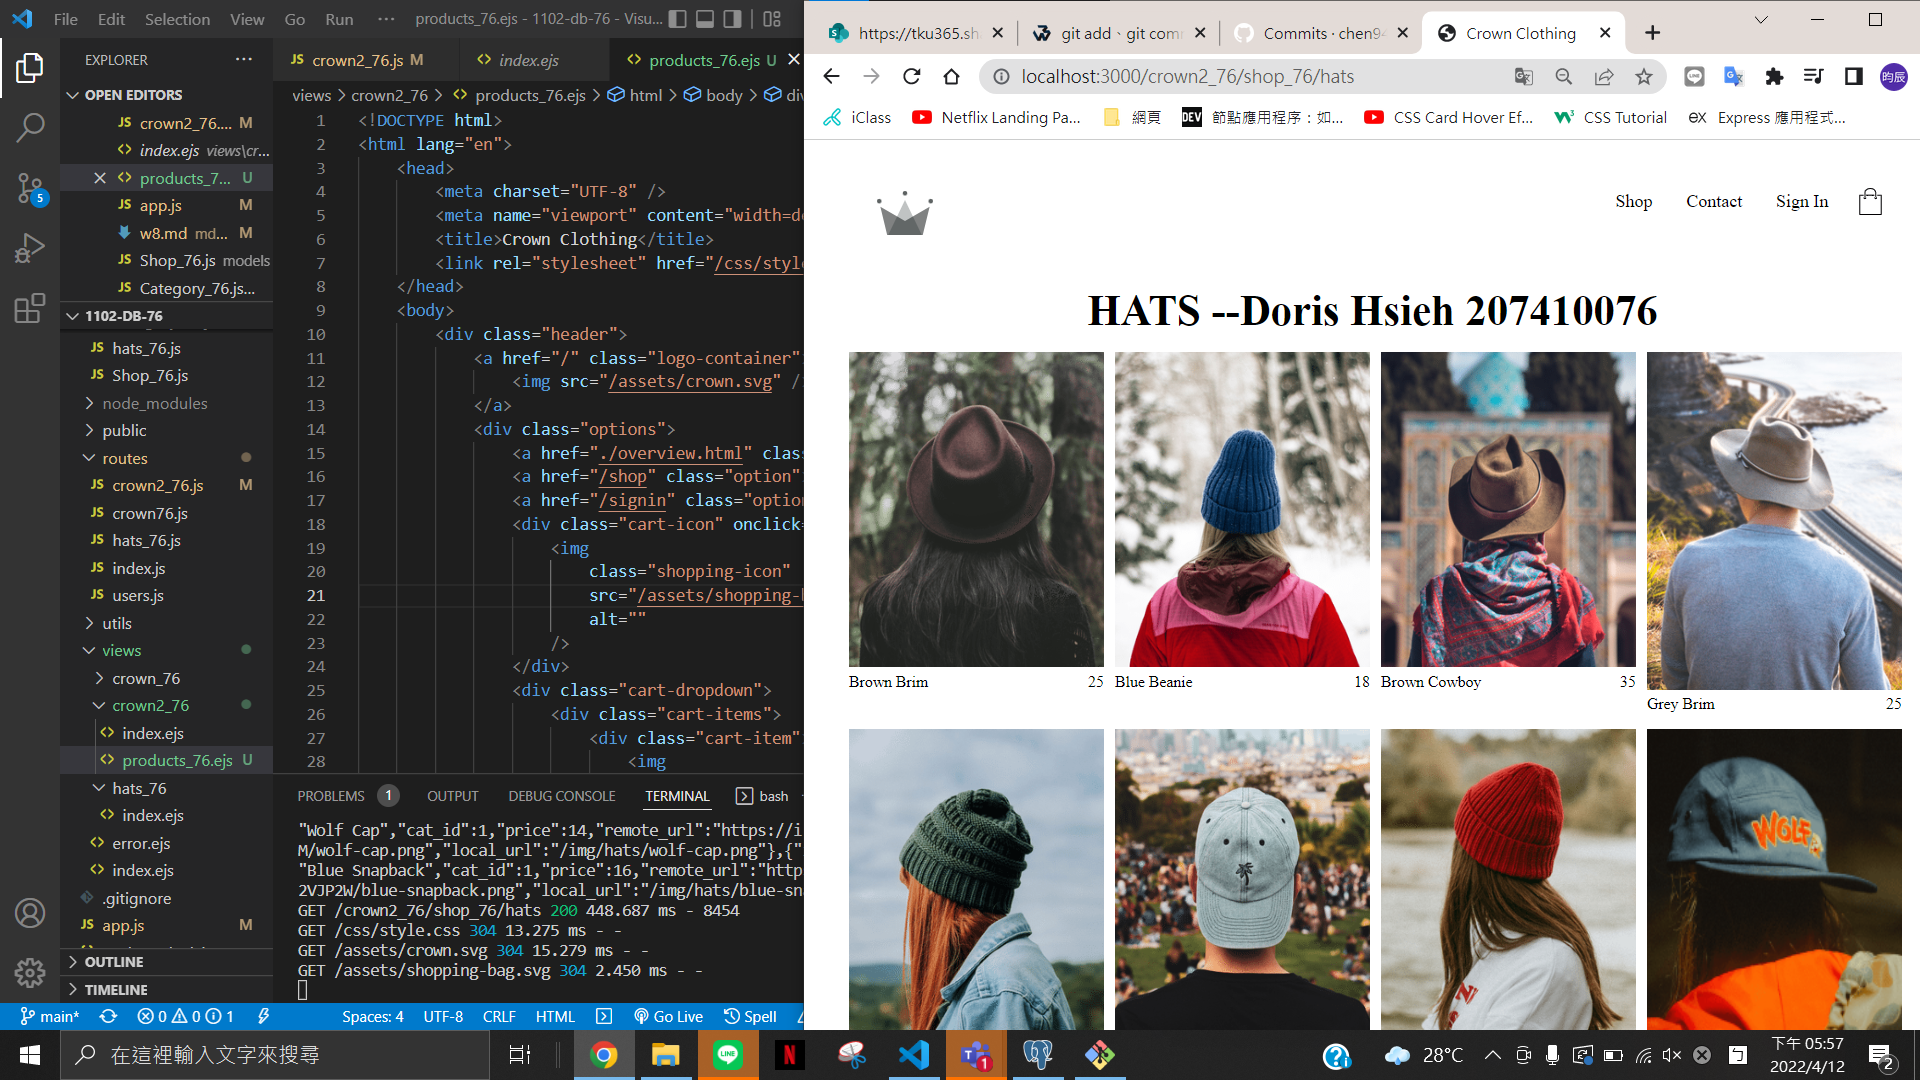 File Edit Selection View Go Run ··· products_76.ejs - 1102-db-76 - Visu...
EXPLORER ···
OPEN EDITORS
JS crown2_76.... M
index.ejs views\cr...
products_7... U
JS app.js M
w8.md md... M
JS Shop_76.js models
JS Category_76.js...
1102-DB-76
JS hats_76.js
JS Shop_76.js
node_modules
public
routes
JS crown2_76.js M
JS crown76.js
JS hats_76.js
JS index.js
JS users.js
utils
views
crown_76
crown2_76
index.ejs
products_76.ejs U
hats_76
index.ejs
error.ejs
index.ejs
.gitignore
JS app.js M
OUTLINE
TIMELINE
5
JS crown2_76.js M
index.ejs
products_76.ejs U
views > crown2_76 > products_76.ejs > html > body > div
1 <!DOCTYPE html>
2 <html lang="en">
3 <head>
4 <meta charset="UTF-8" />
5 <meta name="viewport" content="width=de
6 <title>Crown Clothing</title>
7 <link rel="stylesheet" href="/css/style
8 </head>
9 <body>
10 <div class="header">
11 <a href="/" class="logo-container"
12 <img src="/assets/crown.svg" /
13 </a>
14 <div class="options">
15 <a href="./overview.html" clas
16 <a href="/shop" class="option"
17 <a href="/signin" class="optio
18 <div class="cart-icon" onclick=
19 <img
20 class="shopping-icon"
21 src="/assets/shopping-b
22 alt=""
23 />
24 </div>
25 <div class="cart-dropdown">
26 <div class="cart-items">
27 <div class="cart-item"
28 <img
PROBLEMS 1 OUTPUT DEBUG CONSOLE TERMINAL bash
"Wolf Cap","cat_id":1,"price":14,"remote_url":"https://i
M/wolf-cap.png","local_url":"/img/hats/wolf-cap.png"},{"
"Blue Snapback","cat_id":1,"price":16,"remote_url":"http
2VJP2W/blue-snapback.png","local_url":"/img/hats/blue-sn
GET /crown2_76/shop_76/hats 200 448.687 ms - 8454
GET /css/style.css 304 13.275 ms - -
GET /assets/crown.svg 304 15.279 ms - -
GET /assets/shopping-bag.svg 304 2.450 ms - -
main* 0 0 1 Spaces: 4 UTF-8 CRLF HTML Go Live Spell
https://tku365.sh
git add、git com
Commits · chen94
Crown Clothing
localhost:3000/crown2_76/shop_76/hats
昀辰
iClass Netflix Landing Pa... 網頁 DEV 節點應用程序：如... CSS Card Hover Ef... CSS Tutorial ex Express 應用程式...
Shop Contact Sign In
HATS --Doris Hsieh 207410076
Brown Brim 25
Blue Beanie 18
Brown Cowboy 35
Grey Brim 25
WOLF
在這裡輸入文字來搜尋
LINE
1
28°C
下午 05:57
2022/4/12
2